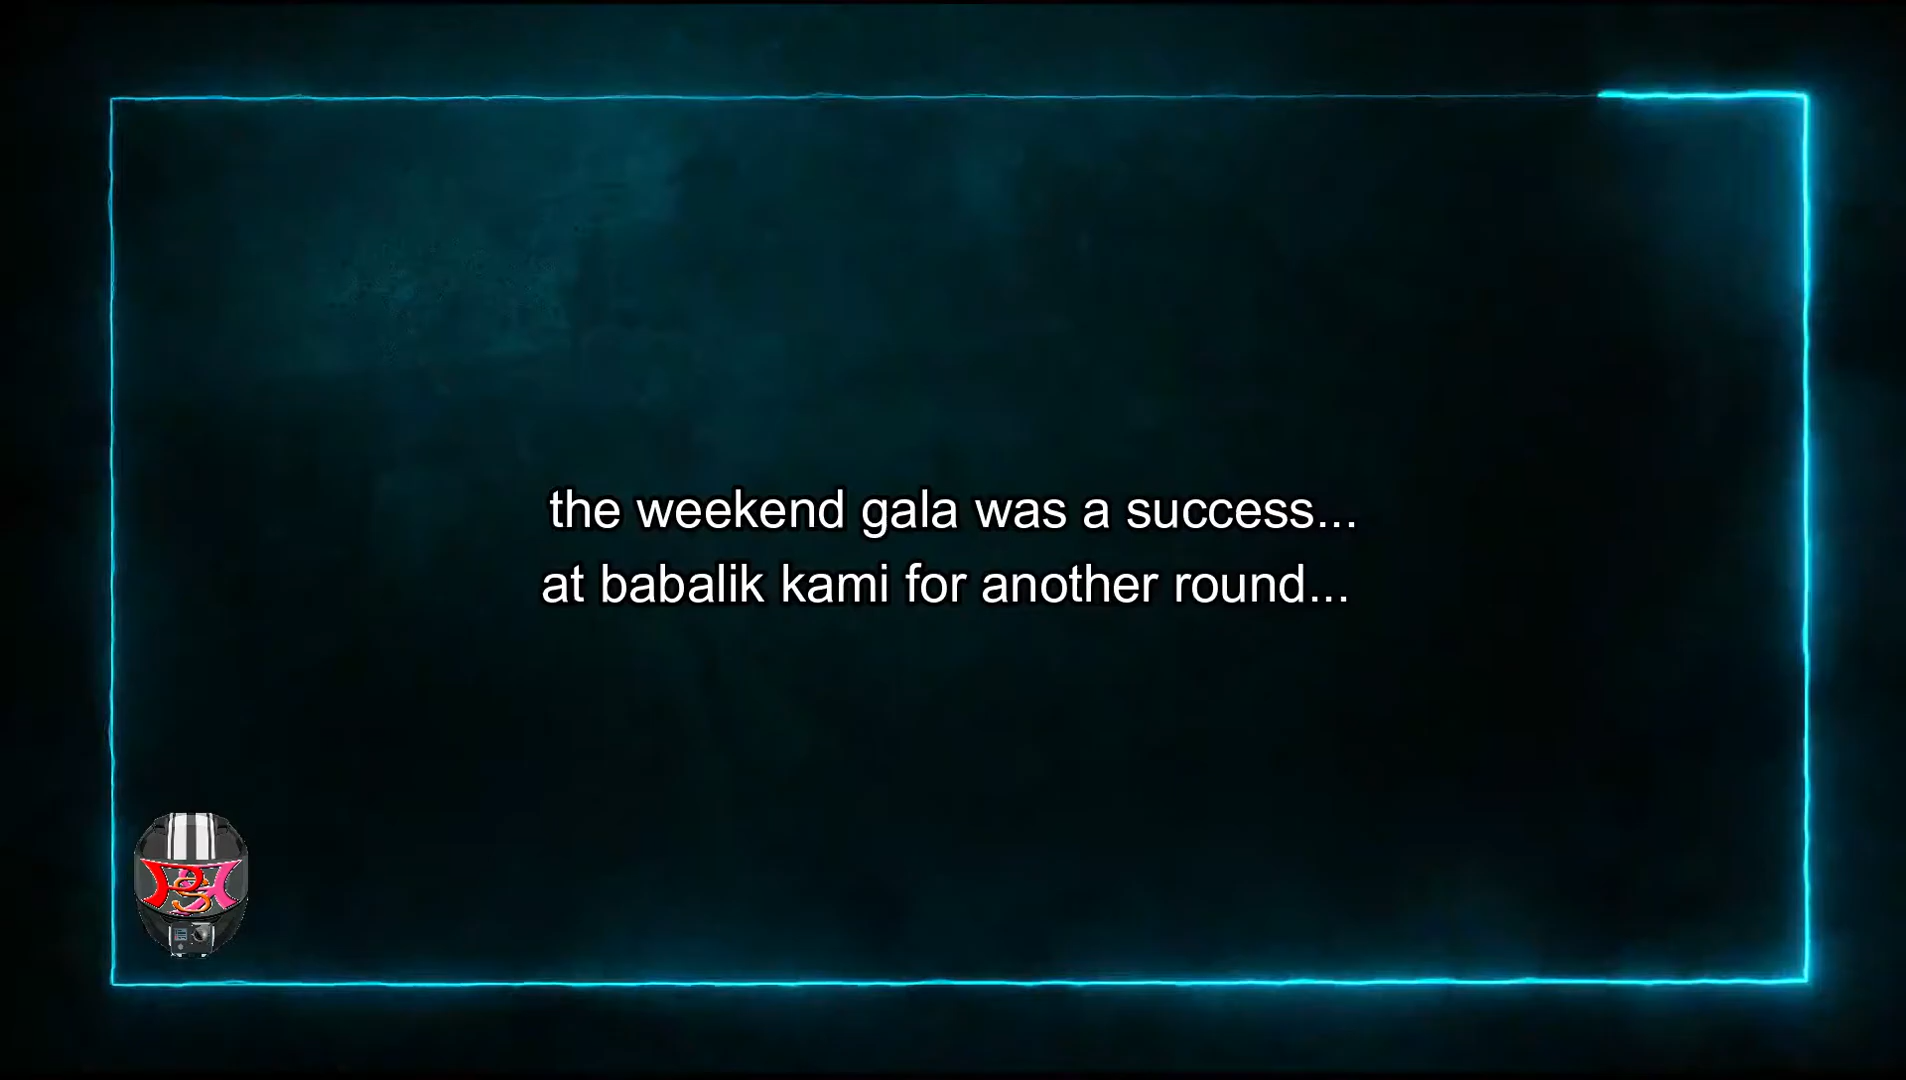 the weekend gala was a success...
at babalik kami for another round...